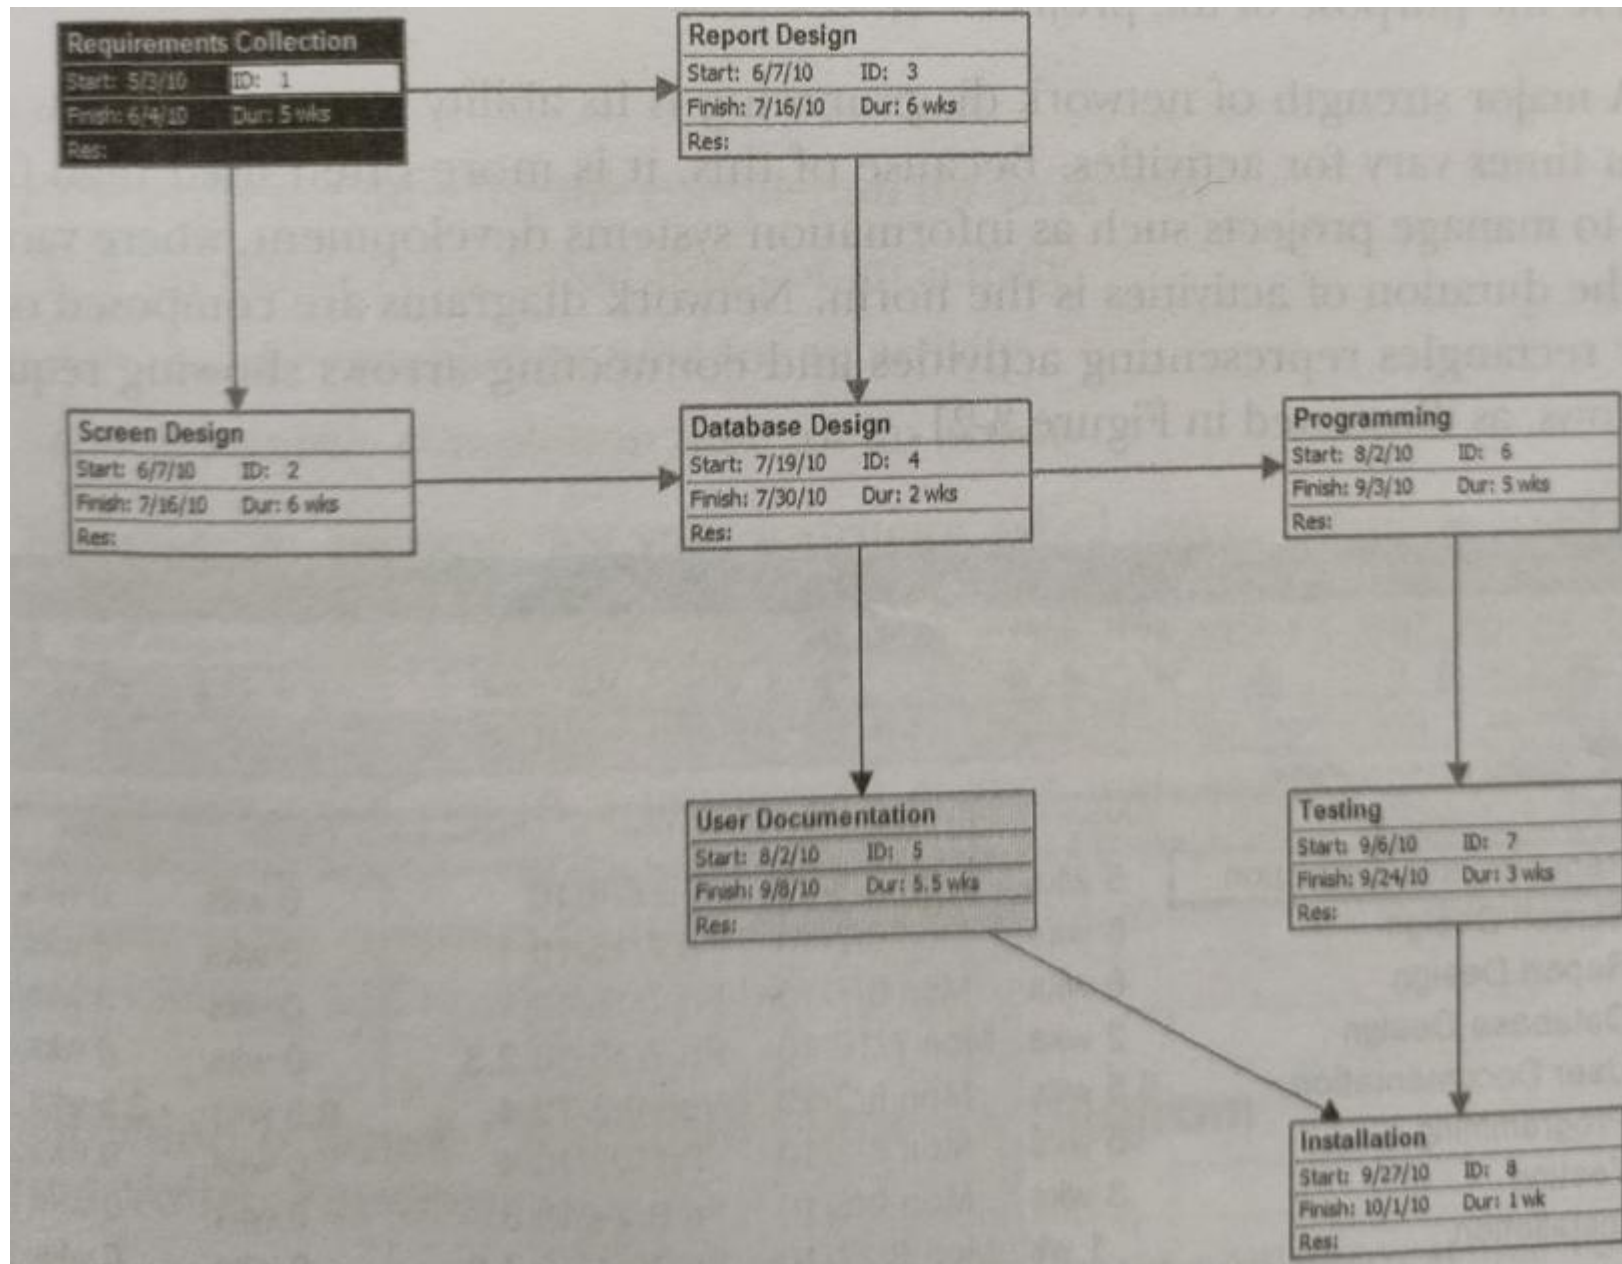 Requirements Collection
Start: 5/3/10 ID: 1
Finish: 6/4/10 Dur: 5 wks
Res:
Report Design
Start: 6/7/10 ID: 3
Finish: 7/16/10 Dur: 6 wks
Res:
Screen Design
Start: 6/7/10 ID: 2
Finish: 7/16/10 Dur: 6 wks
Res:
Database Design
Start: 7/19/10 ID: 4
Finish: 7/30/10 Dur: 2 wks
Res:
Programming
Start: 8/2/10 ID: 6
Finish: 9/3/10 Dur: 5 wks
Res:
User Documentation
Start: 8/2/10 ID: 5
Finish: 9/8/10 Dur: 5.5 wks
Res:
Testing
Start: 9/6/10 ID: 7
Finish: 9/24/10 Dur: 3 wks
Res:
Installation
Start: 9/27/10 ID: 8
Finish: 10/1/10 Dur: 1 wk
Res: